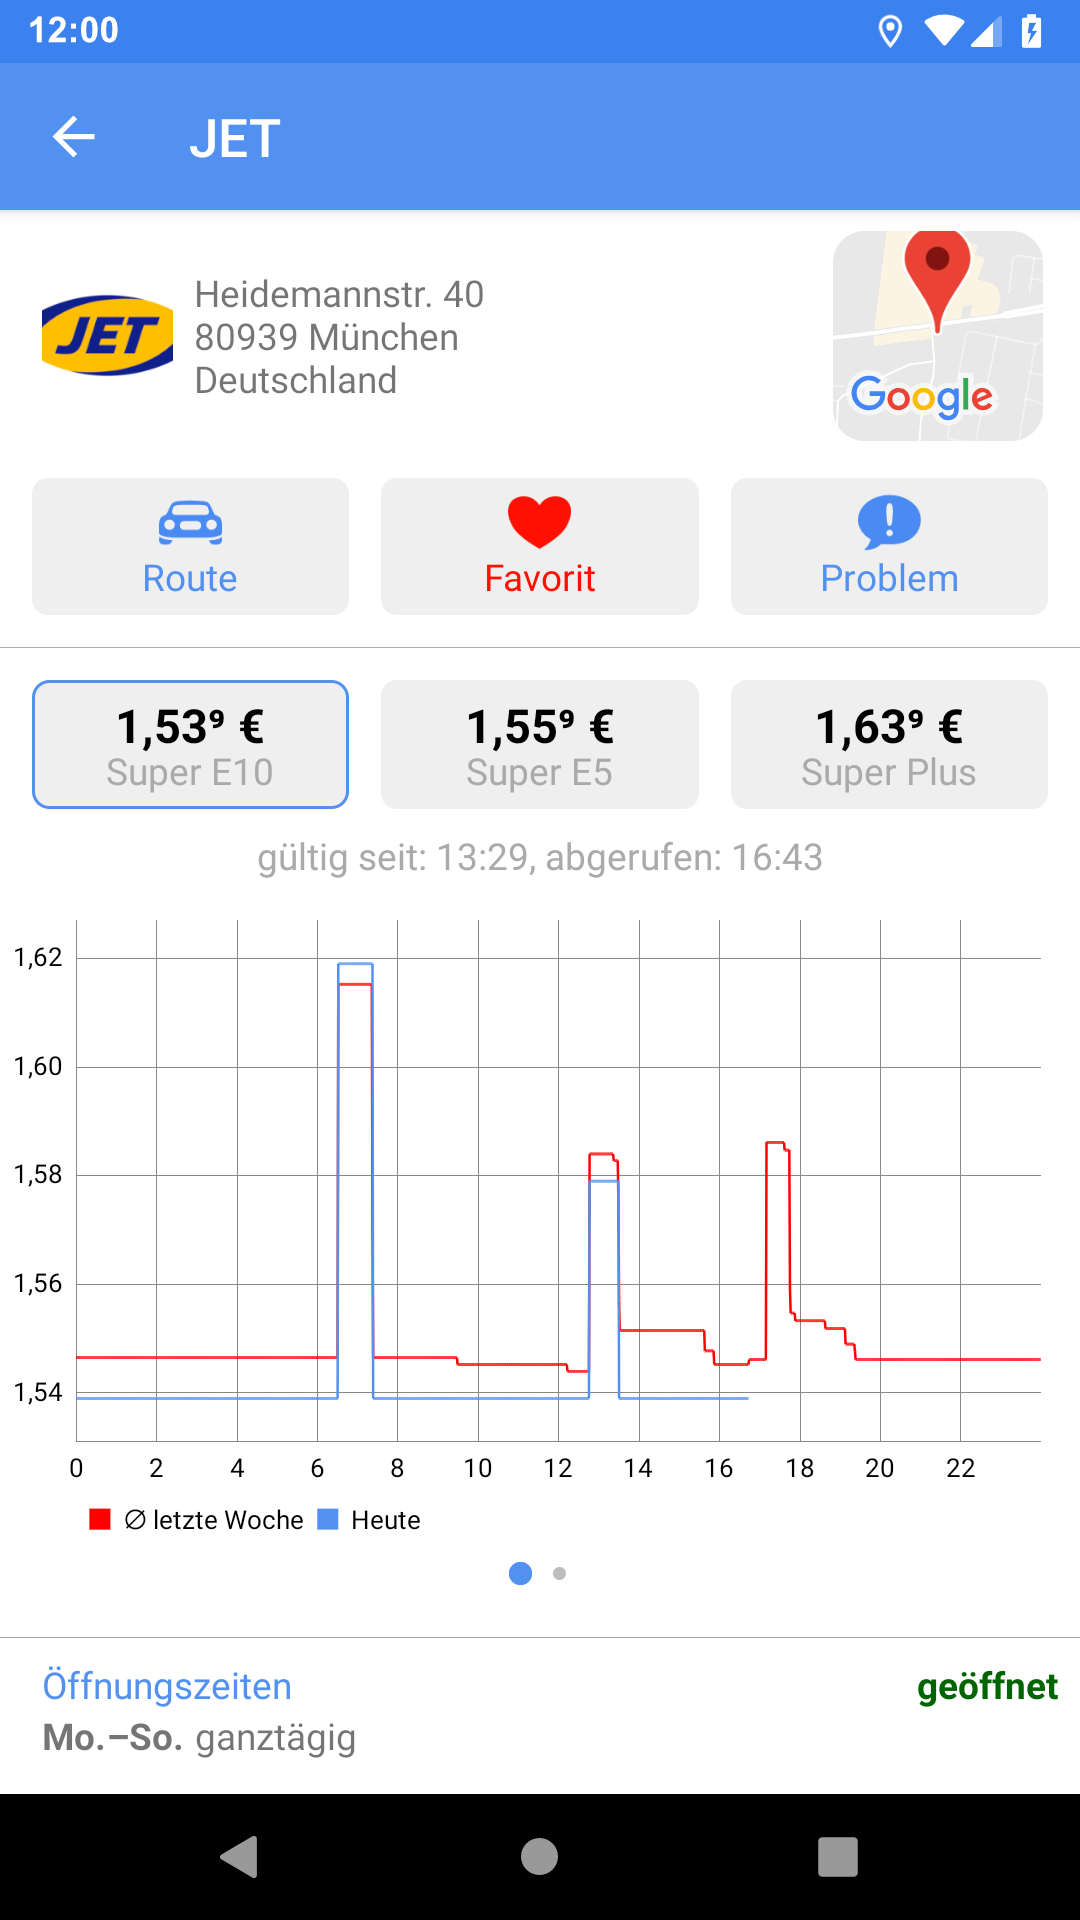 12:00
JET
JET
Heidemannstr. 40
80939 München
Deutschland
Google
Route
Favorit
Problem
1,53⁹ €
Super E10
1,55⁹ €
Super E5
1,63⁹ €
Super Plus
gültig seit: 13:29, abgerufen: 16:43
1,62
1,60
1,58
1,56
1,54
0 2 4 6 8 10 12 14 16 18 20 22
∅ letzte Woche Heute
Öffnungszeiten
geöffnet
Mo.–So. ganztägig